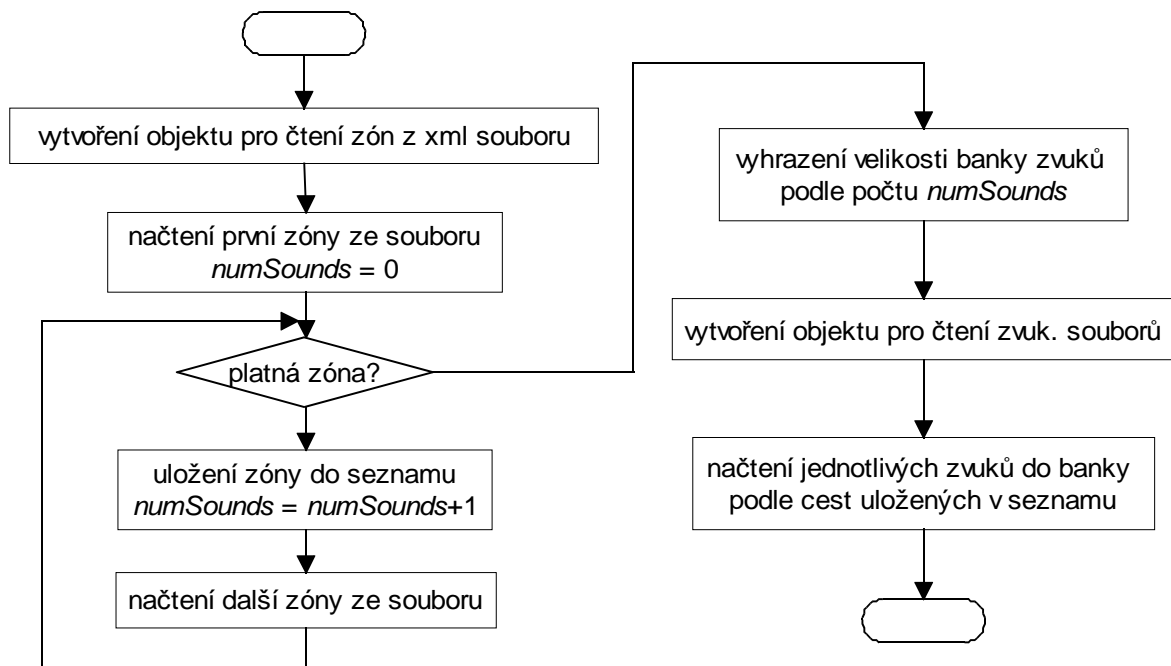 vytvoření objektu pro čtení zón z xml souboru
načtení první zóny ze souboru
numSounds = 0
platná zóna?
uložení zóny do seznamu
numSounds = numSounds+1
načtení další zóny ze souboru
vyhrazení velikosti banky zvuků
podle počtu numSounds
vytvoření objektu pro čtení zvuk. souborů
načtení jednotlivých zvuků do banky
podle cest uložených v seznamu